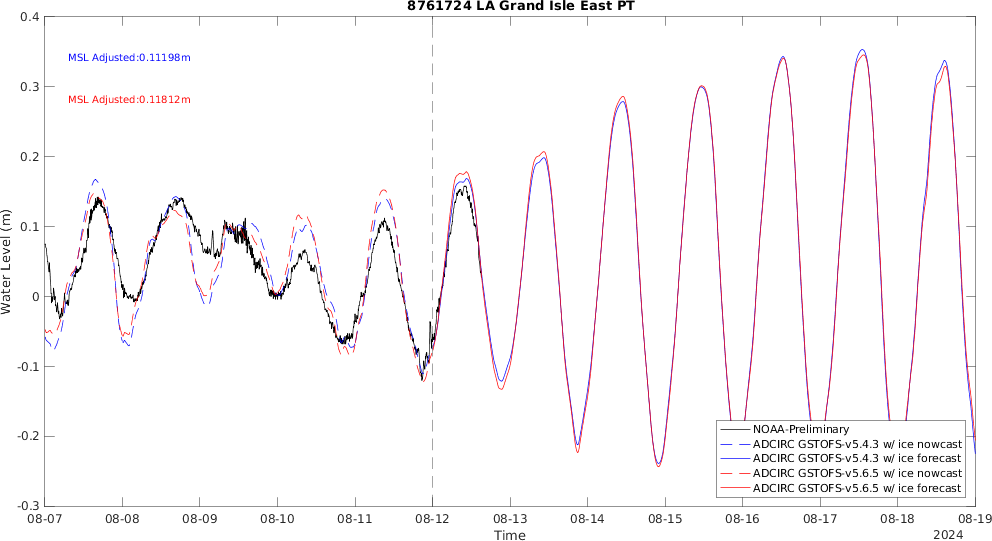 8761724 LA Grand Isle East PT
0.4
MSL Adjusted:0.11198m
0.3
MSL Adjusted:0.11812m
0.2
0.1
Water Level (m)
0
-0.1
-0.2
-0.3
NOAA-Preliminary
ADCIRC GSTOFS-v5.4.3 w/ ice nowcast
ADCIRC GSTOFS-v5.4.3 w/ ice forecast
ADCIRC GSTOFS-v5.6.5 w/ ice nowcast
ADCIRC GSTOFS-v5.6.5 w/ ice forecast
08-07 08-08 08-09 08-10 08-11 08-12 08-13 08-14 08-15 08-16 08-17 08-18 08-19
Time
2024